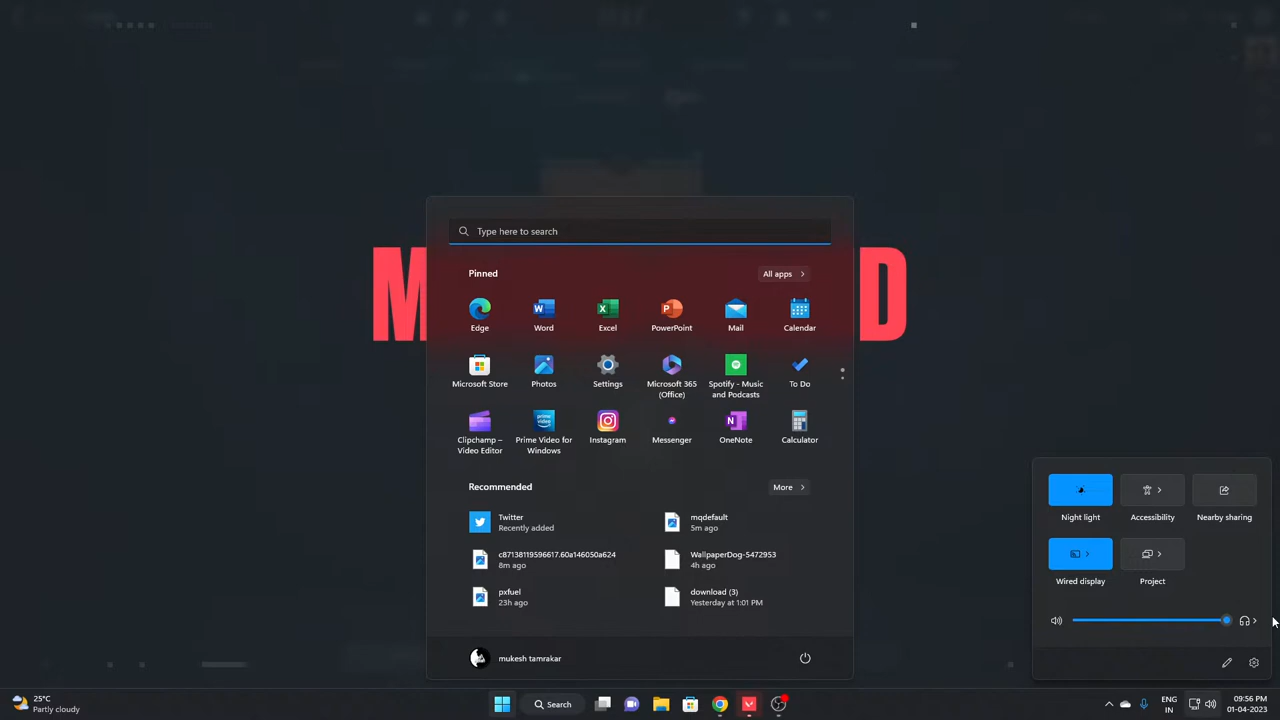 Type here to search
Pinned
All apps
Edge
Word
Excel
PowerPoint
Mail
Calendar
Microsoft Store
Photos
Settings
Microsoft 365
(Office)
Spotify - Music
and Podcasts
To Do
Clipchamp –
Video Editor
Prime Video for
Windows
Instagram
Messenger
OneNote
Calculator
Recommended
More
Twitter
Recently added
mqdefault
5m ago
c87138119596617.60a146050a624
8m ago
WallpaperDog-5472953
4h ago
pxfuel
23h ago
download (3)
Yesterday at 1:01 PM
mukesh tamrakar
Night light
Accessibility
Nearby sharing
Wired display
Project
25°C
Partly cloudy
Search
ENG
IN
09:56 PM
01-04-2023